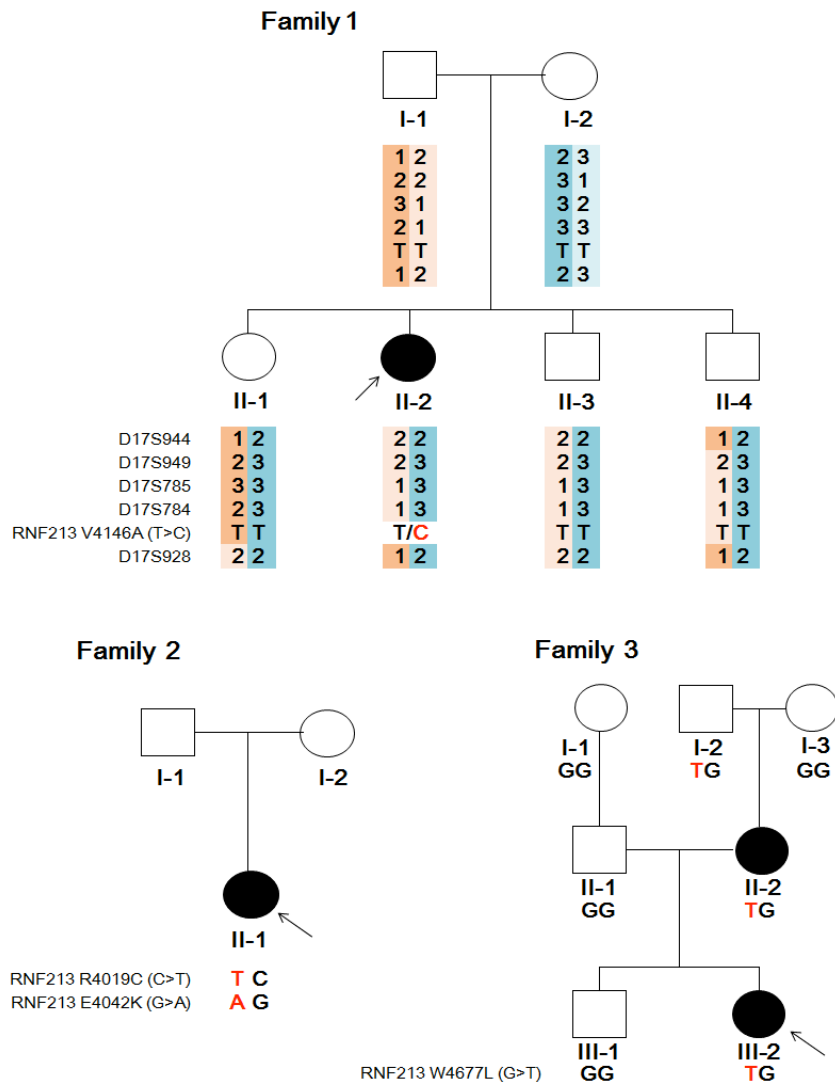 Family 1
I-1 I-2
1 2 2 3
2 2 3 1
3 1 3 2
2 1 3 3
T T T T
1 2 2 3
II-1 II-2 II-3 II-4
D17S944 1 2 2 2 2 2 1 2
D17S949 2 3 2 3 2 3 2 3
D17S785 3 3 1 3 1 3 1 3
D17S784 2 3 1 3 1 3 1 3
RNF213 V4146A (T>C) T T T/C T T T T
D17S928 2 2 1 2 2 2 1 2
Family 2
I-1 I-2
II-1
RNF213 R4019C (C>T) T C
RNF213 E4042K (G>A) A G
Family 3
I-1 I-2 I-3
GG TG GG
II-1 II-2
GG TG
III-1 III-2
RNF213 W4677L (G>T) GG TG